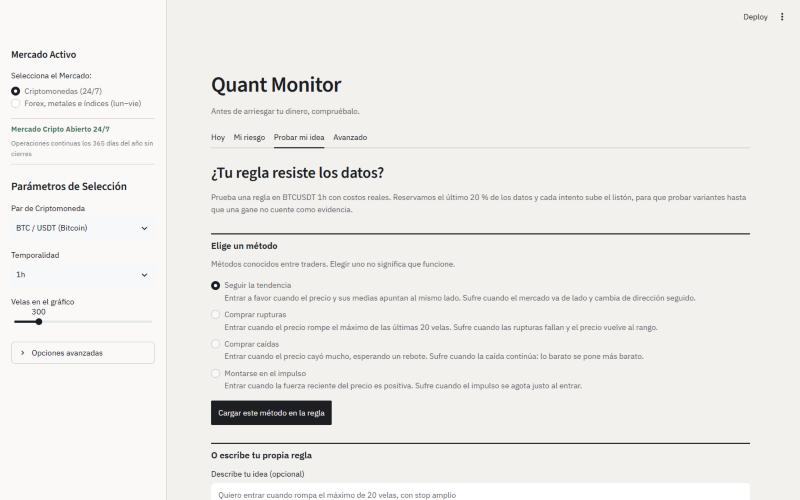 Deploy
Mercado Activo
Selecciona el Mercado:
Criptomonedas (24/7)
Forex, metales e índices (lun–vie)
Mercado Cripto Abierto 24/7
Operaciones continuas los 365 días del año sin
cierres
Parámetros de Selección
Par de Criptomoneda
BTC / USDT (Bitcoin)
Temporalidad
1h
Velas en el gráfico
300
Opciones avanzadas
Quant Monitor
Antes de arriesgar tu dinero, compruébalo.
Hoy Mi riesgo Probar mi idea Avanzado
¿Tu regla resiste los datos?
Prueba una regla en BTCUSDT 1h con costos reales. Reservamos el último 20 % de los datos y cada intento sube el listón, para que probar variantes hasta
que una gane no cuente como evidencia.
Elige un método
Métodos conocidos entre traders. Elegir uno no significa que funcione.
Seguir la tendencia
Entrar a favor cuando el precio y sus medias apuntan al mismo lado. Sufre cuando el mercado va de lado y cambia de dirección seguido.
Comprar rupturas
Entrar cuando el precio rompe el máximo de las últimas 20 velas. Sufre cuando las rupturas fallan y el precio vuelve al rango.
Comprar caídas
Entrar cuando el precio cayó mucho, esperando un rebote. Sufre cuando la caída continúa: lo barato se pone más barato.
Montarse en el impulso
Entrar cuando la fuerza reciente del precio es positiva. Sufre cuando el impulso se agota justo al entrar.
Cargar este método en la regla
O escribe tu propia regla
Describe tu idea (opcional)
Quiero entrar cuando rompa el máximo de 20 velas, con stop amplio